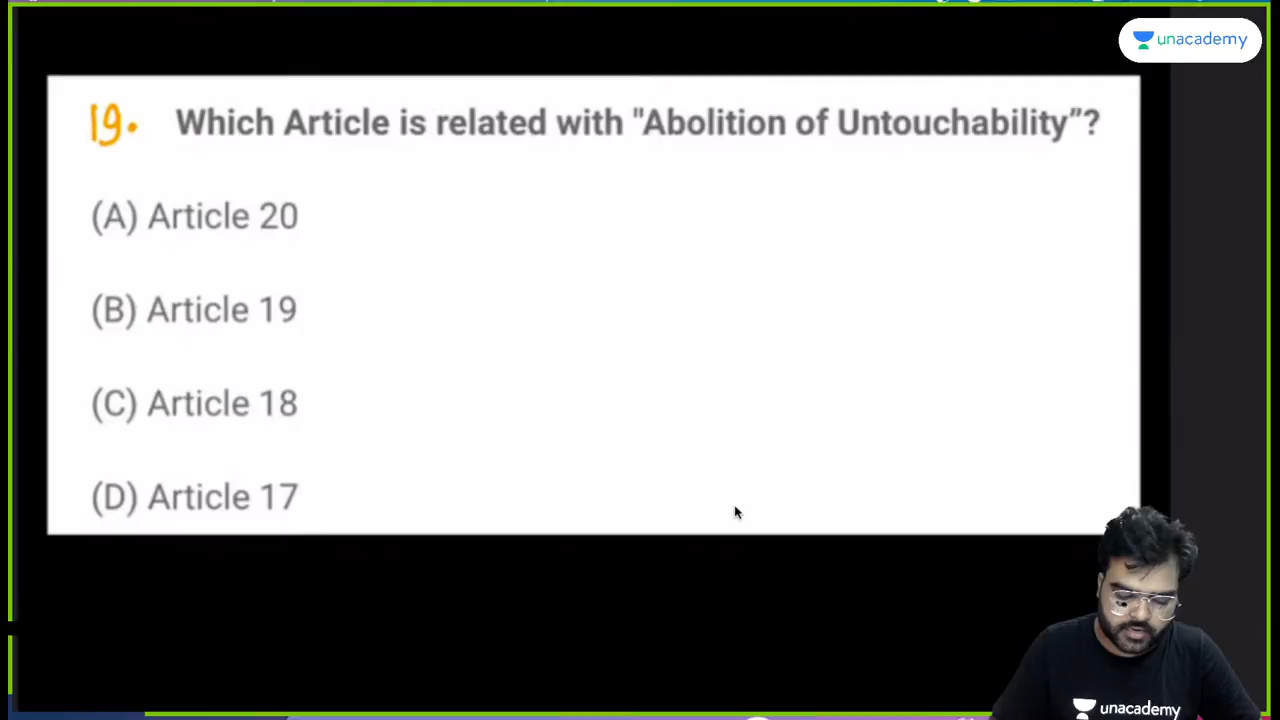 unacademy
19. Which Article is related with "Abolition of Untouchability”?
(A) Article 20
(B) Article 19
(C) Article 18
(D) Article 17
unacademy